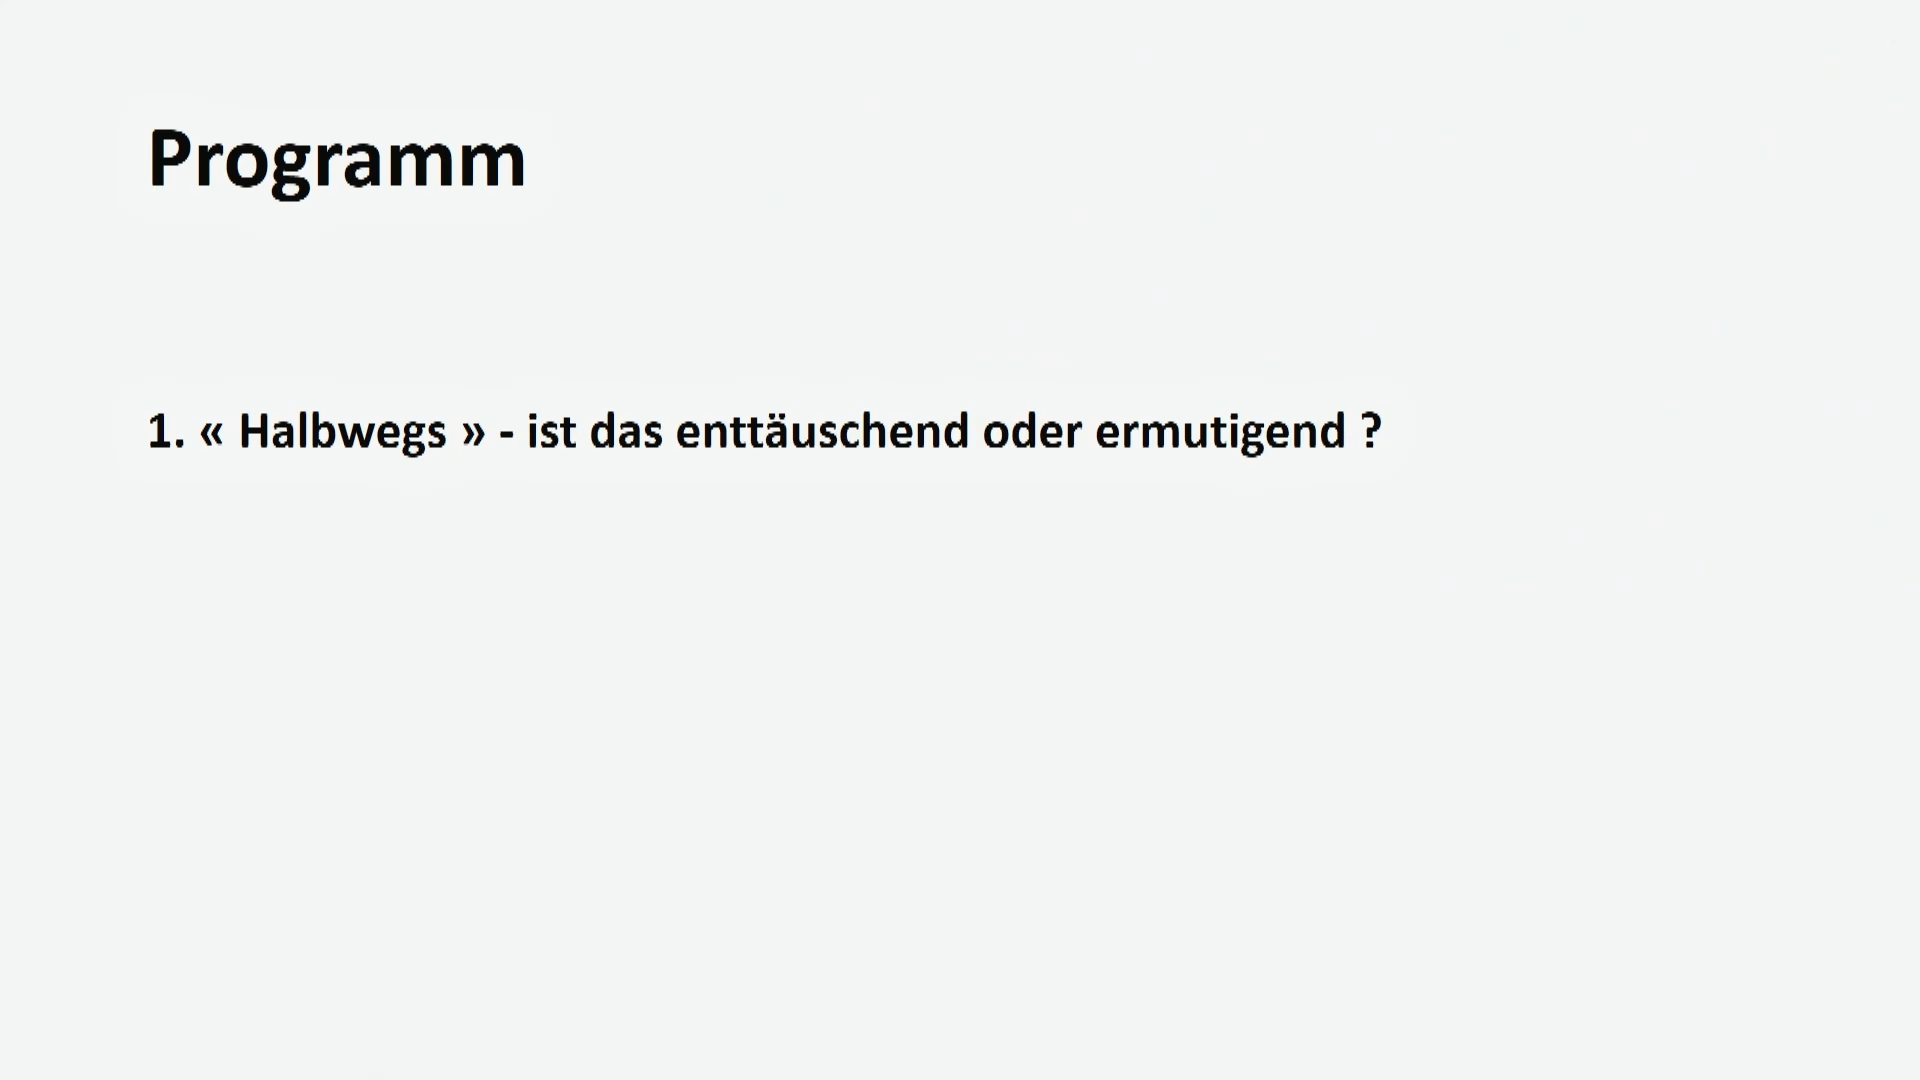 Programm
1. « Halbwegs » - ist das enttäuschend oder ermutigend ?